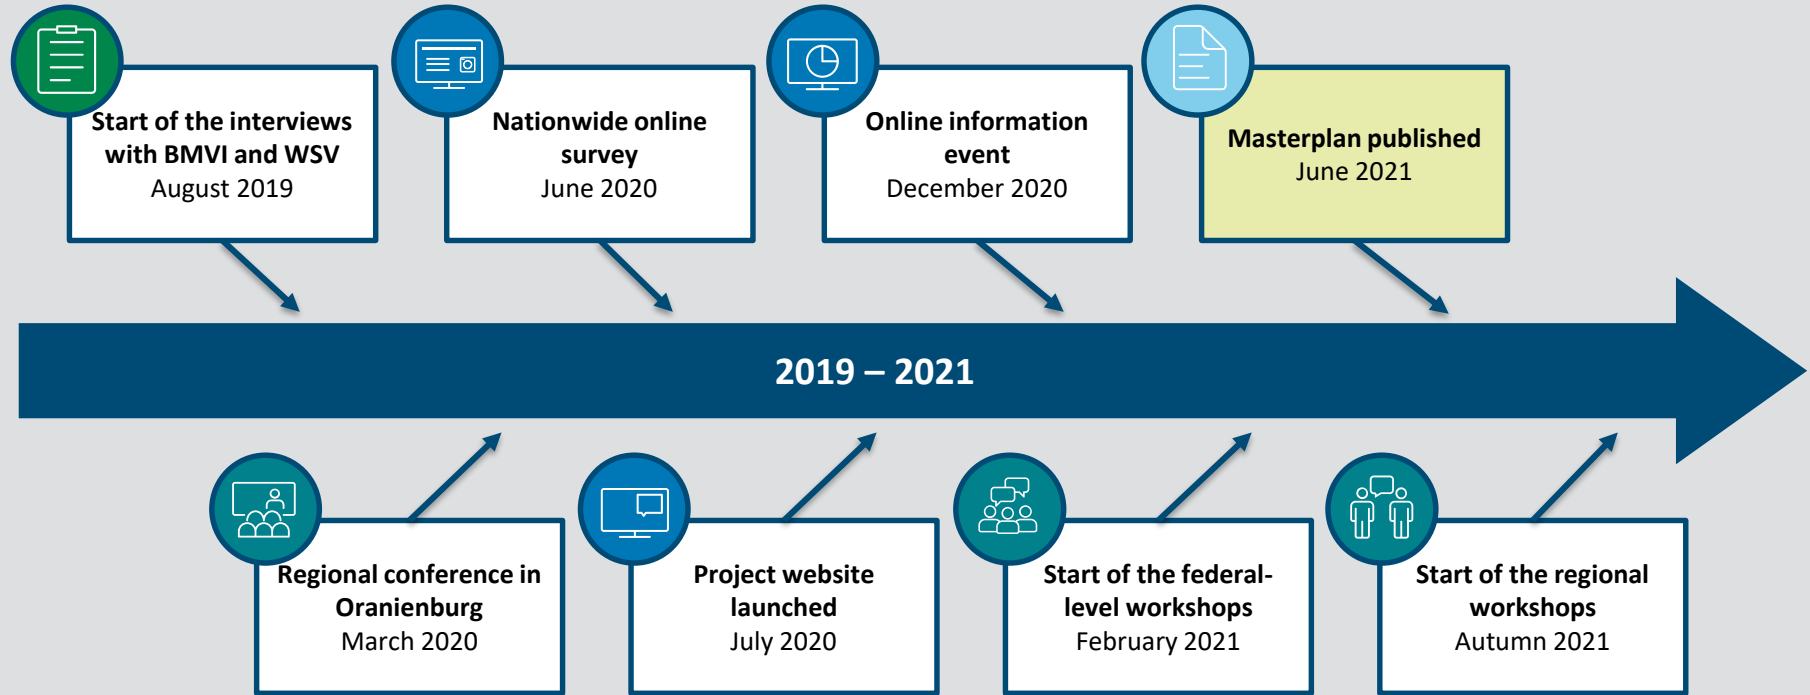 Start of the interviews
with BMVI and WSV
August 2019
Nationwide online
survey
June 2020
Online information
event
December 2020
Masterplan published
June 2021
2019 – 2021
Regional conference in
Oranienburg
March 2020
Project website
launched
July 2020
Start of the federal-
level workshops
February 2021
Start of the regional
workshops
Autumn 2021